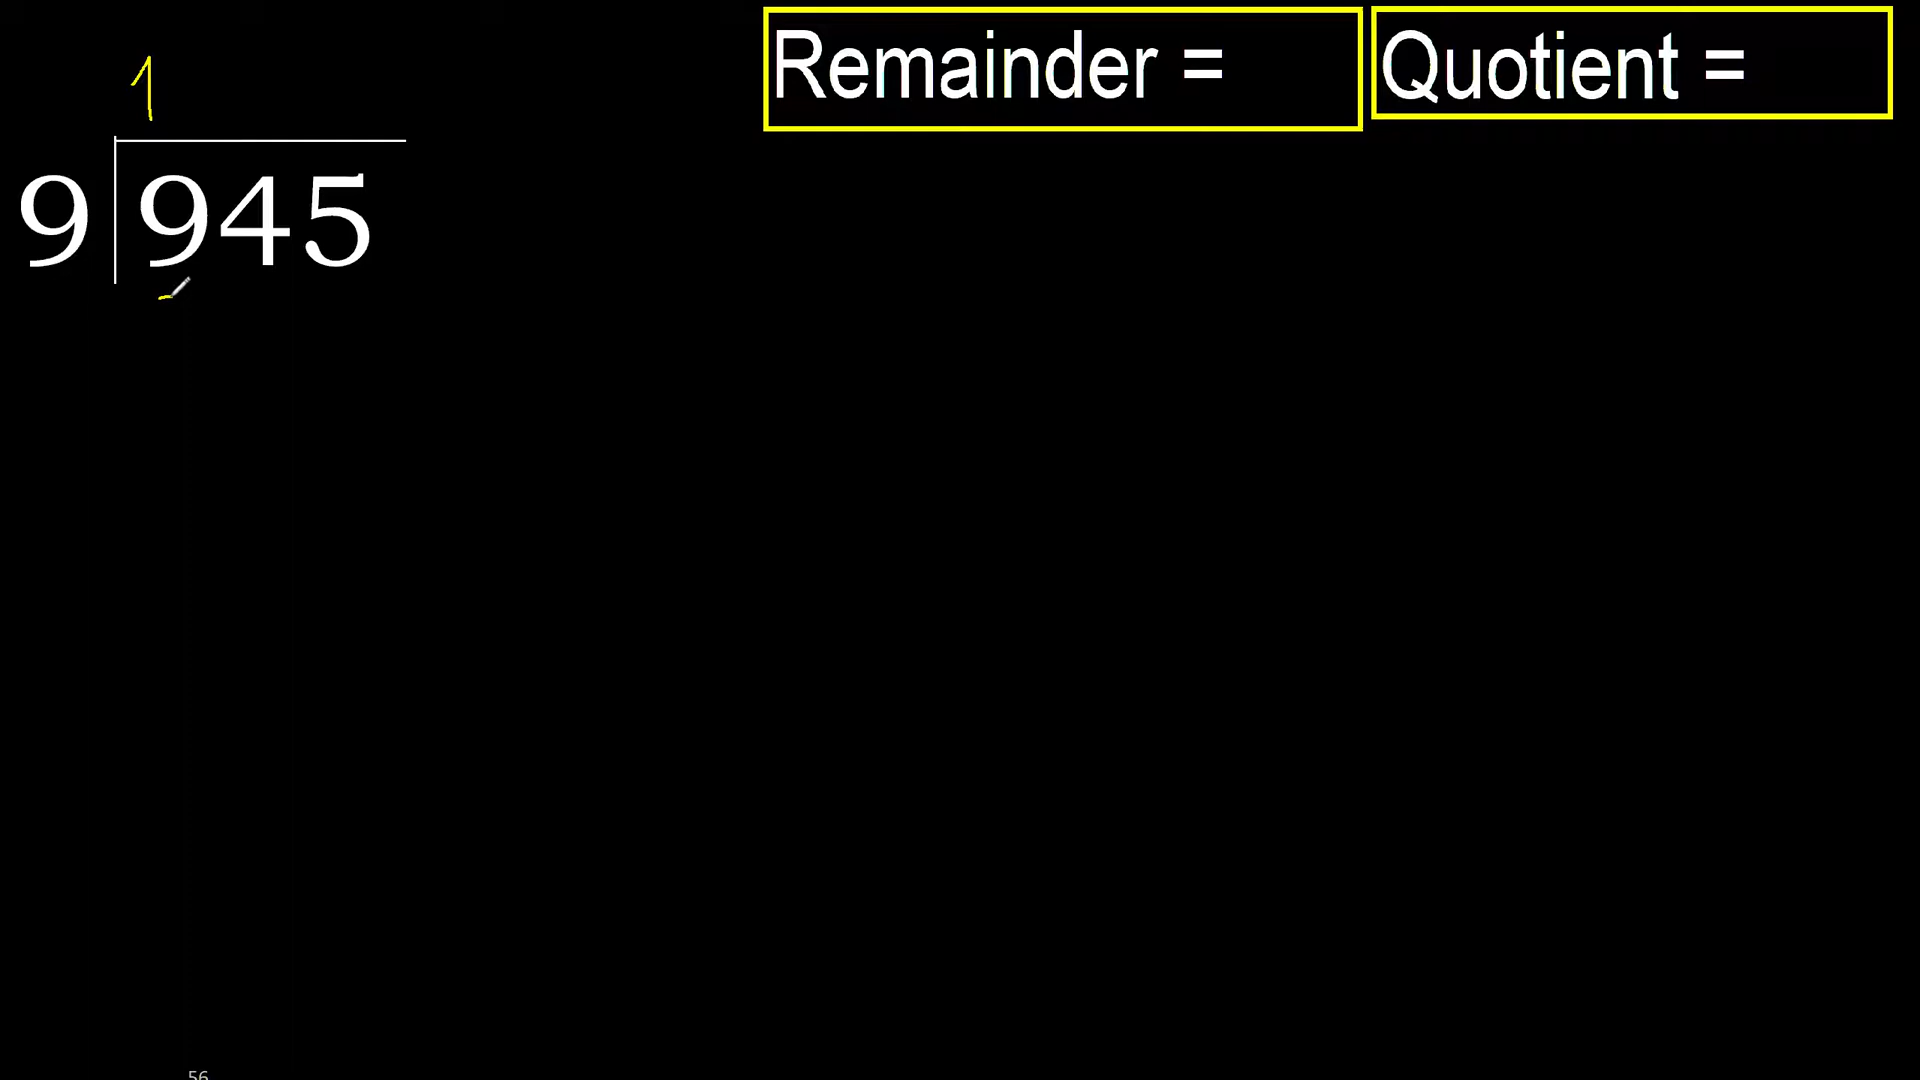 Remainder = Quotient =
1
9 945
56